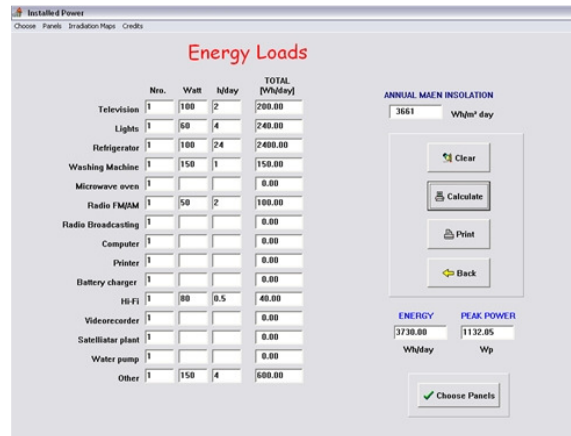 Installed Power
Choose Panels Irradiation Maps Credits
Energy Loads
Nro. Watt h/day TOTAL [Wh/day]
Television 1 100 2 200.00
Lights 1 60 4 240.00
Refrigerator 1 100 24 2400.00
Washing Machine 1 150 1 150.00
Microwave oven 1 0.00
Radio FM/AM 1 50 2 100.00
Radio Broadcasting 1 0.00
Computer 1 0.00
Printer 1 0.00
Battery charger 1 0.00
Hi-Fi 1 80 0.5 40.00
Videorecorder 1 0.00
Satelliatar plant 1 0.00
Water pump 1 0.00
Other 1 150 4 600.00
ANNUAL MAEN INSOLATION
3661 Wh/m² day
Clear
Calculate
Print
Back
ENERGY PEAK POWER
3730.00 1132.05
Wh/day Wp
Choose Panels